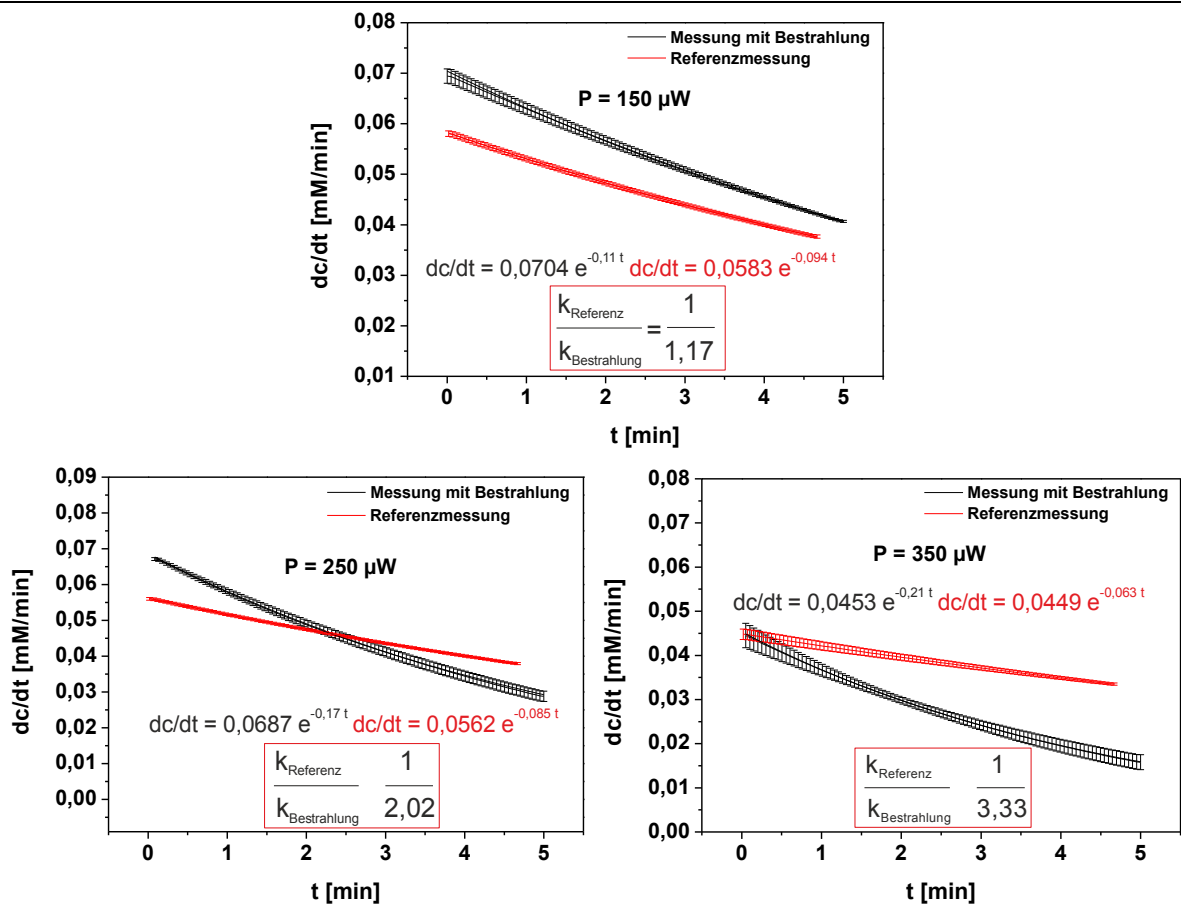 0,08
0,07
0,06
0,05
0,04
0,03
0,02
0,01
dc/dt [mM/min]
Messung mit Bestrahlung
Referenzmessung
P = 150 µW
dc/dt = 0,0704 e^-0,11 t dc/dt = 0,0583 e^-0,094 t
k_Referenz / k_Bestrahlung = 1 / 1,17
0 1 2 3 4 5
t [min]
0,09
0,08
0,07
0,06
0,05
0,04
0,03
0,02
0,01
0,00
dc/dt [mM/min]
Messung mit Bestrahlung
Referenzmessung
P = 250 µW
dc/dt = 0,0687 e^-0,17 t dc/dt = 0,0562 e^-0,085 t
k_Referenz / k_Bestrahlung 1 / 2,02
0 1 2 3 4 5
t [min]
0,08
0,07
0,06
0,05
0,04
0,03
0,02
0,01
0,00
dc/dt [mM/min]
Messung mit Bestrahlung
Referenzmessung
P = 350 µW
dc/dt = 0,0453 e^-0,21 t dc/dt = 0,0449 e^-0,063 t
k_Referenz / k_Bestrahlung 1 / 3,33
0 1 2 3 4 5
t [min]